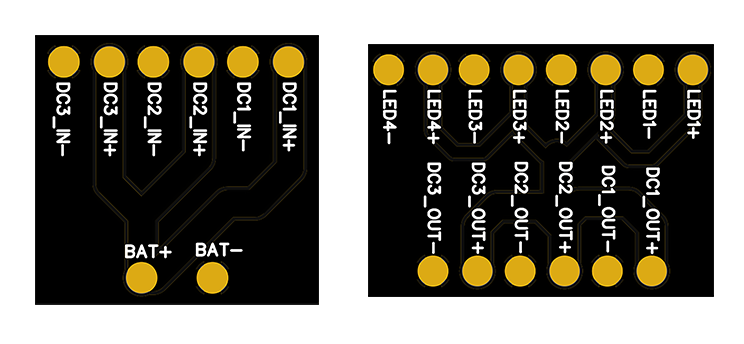 DC3_IN-
DC3_IN+
DC2_IN-
DC2_IN+
DC1_IN-
DC1_IN+
BAT+
BAT-
LED4-
LED4+
LED3-
LED3+
LED2-
LED2+
LED1-
LED1+
DC3_OUT-
DC3_OUT+
DC2_OUT-
DC2_OUT+
DC1_OUT-
DC1_OUT+